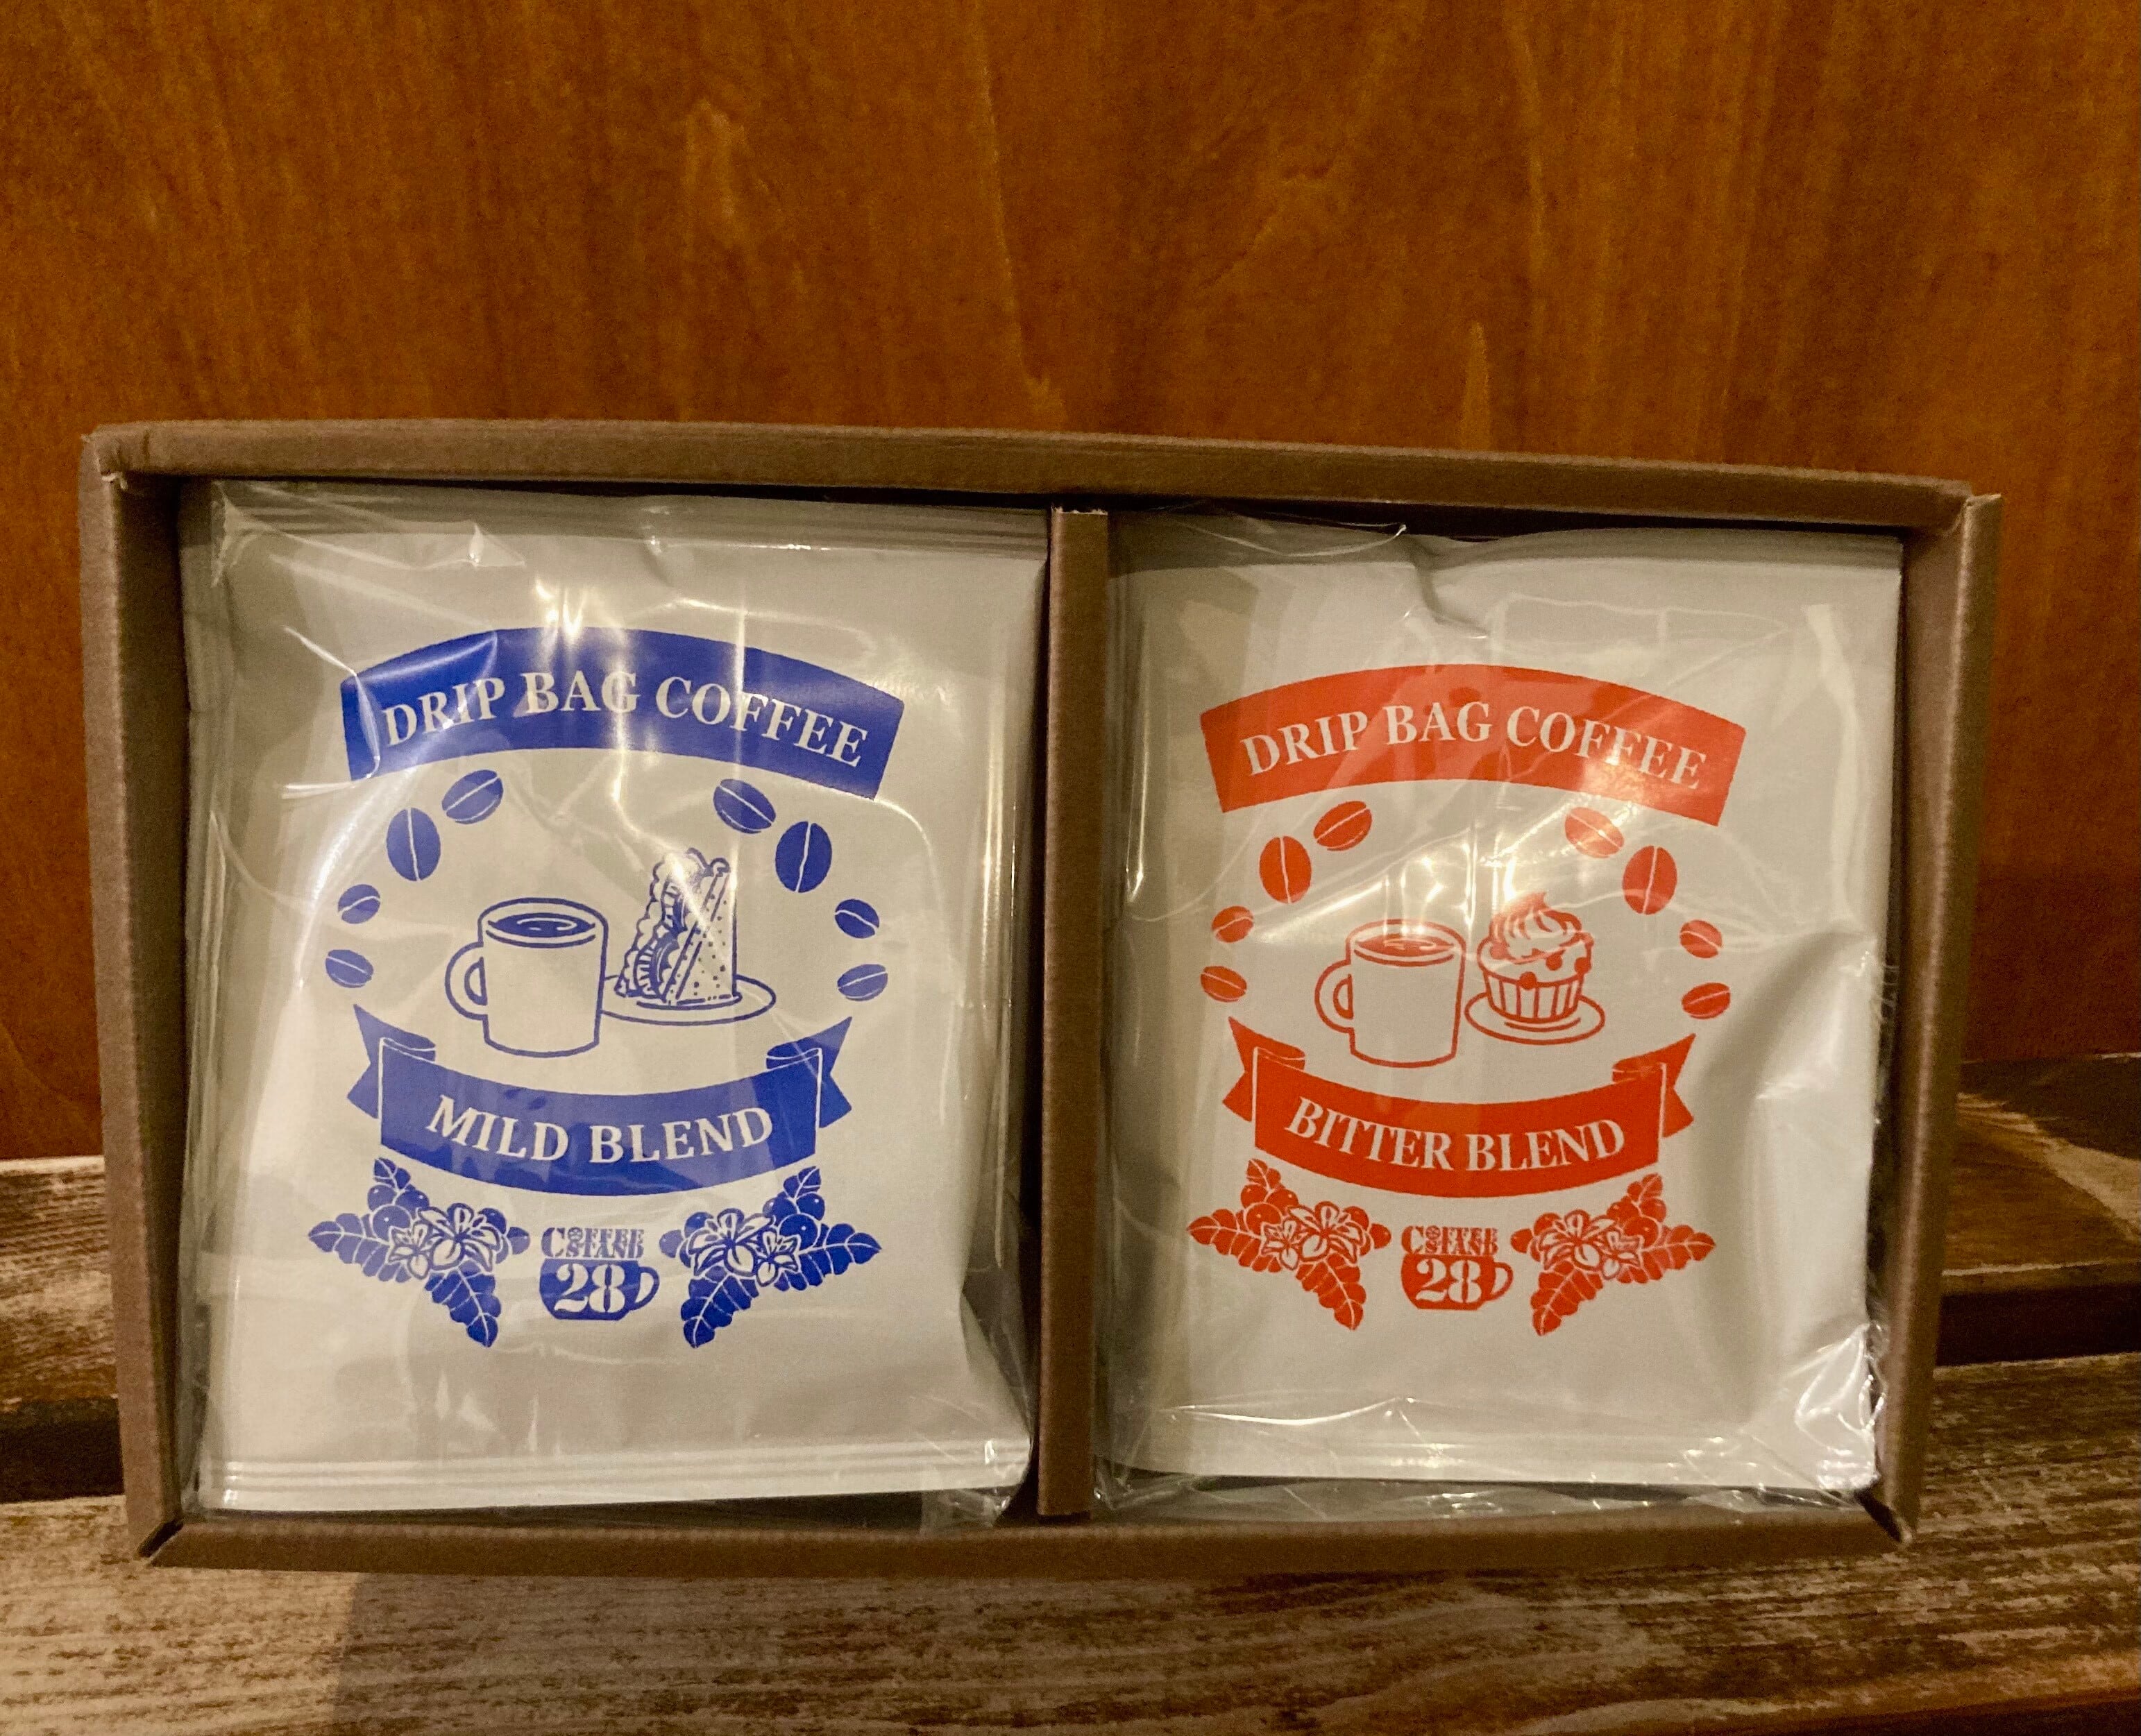 DRIP BAG COFFEE
MILD BLEND
COFFEE
STAND
28
DRIP BAG COFFEE
BITTER BLEND
COFFEE
STAND
28